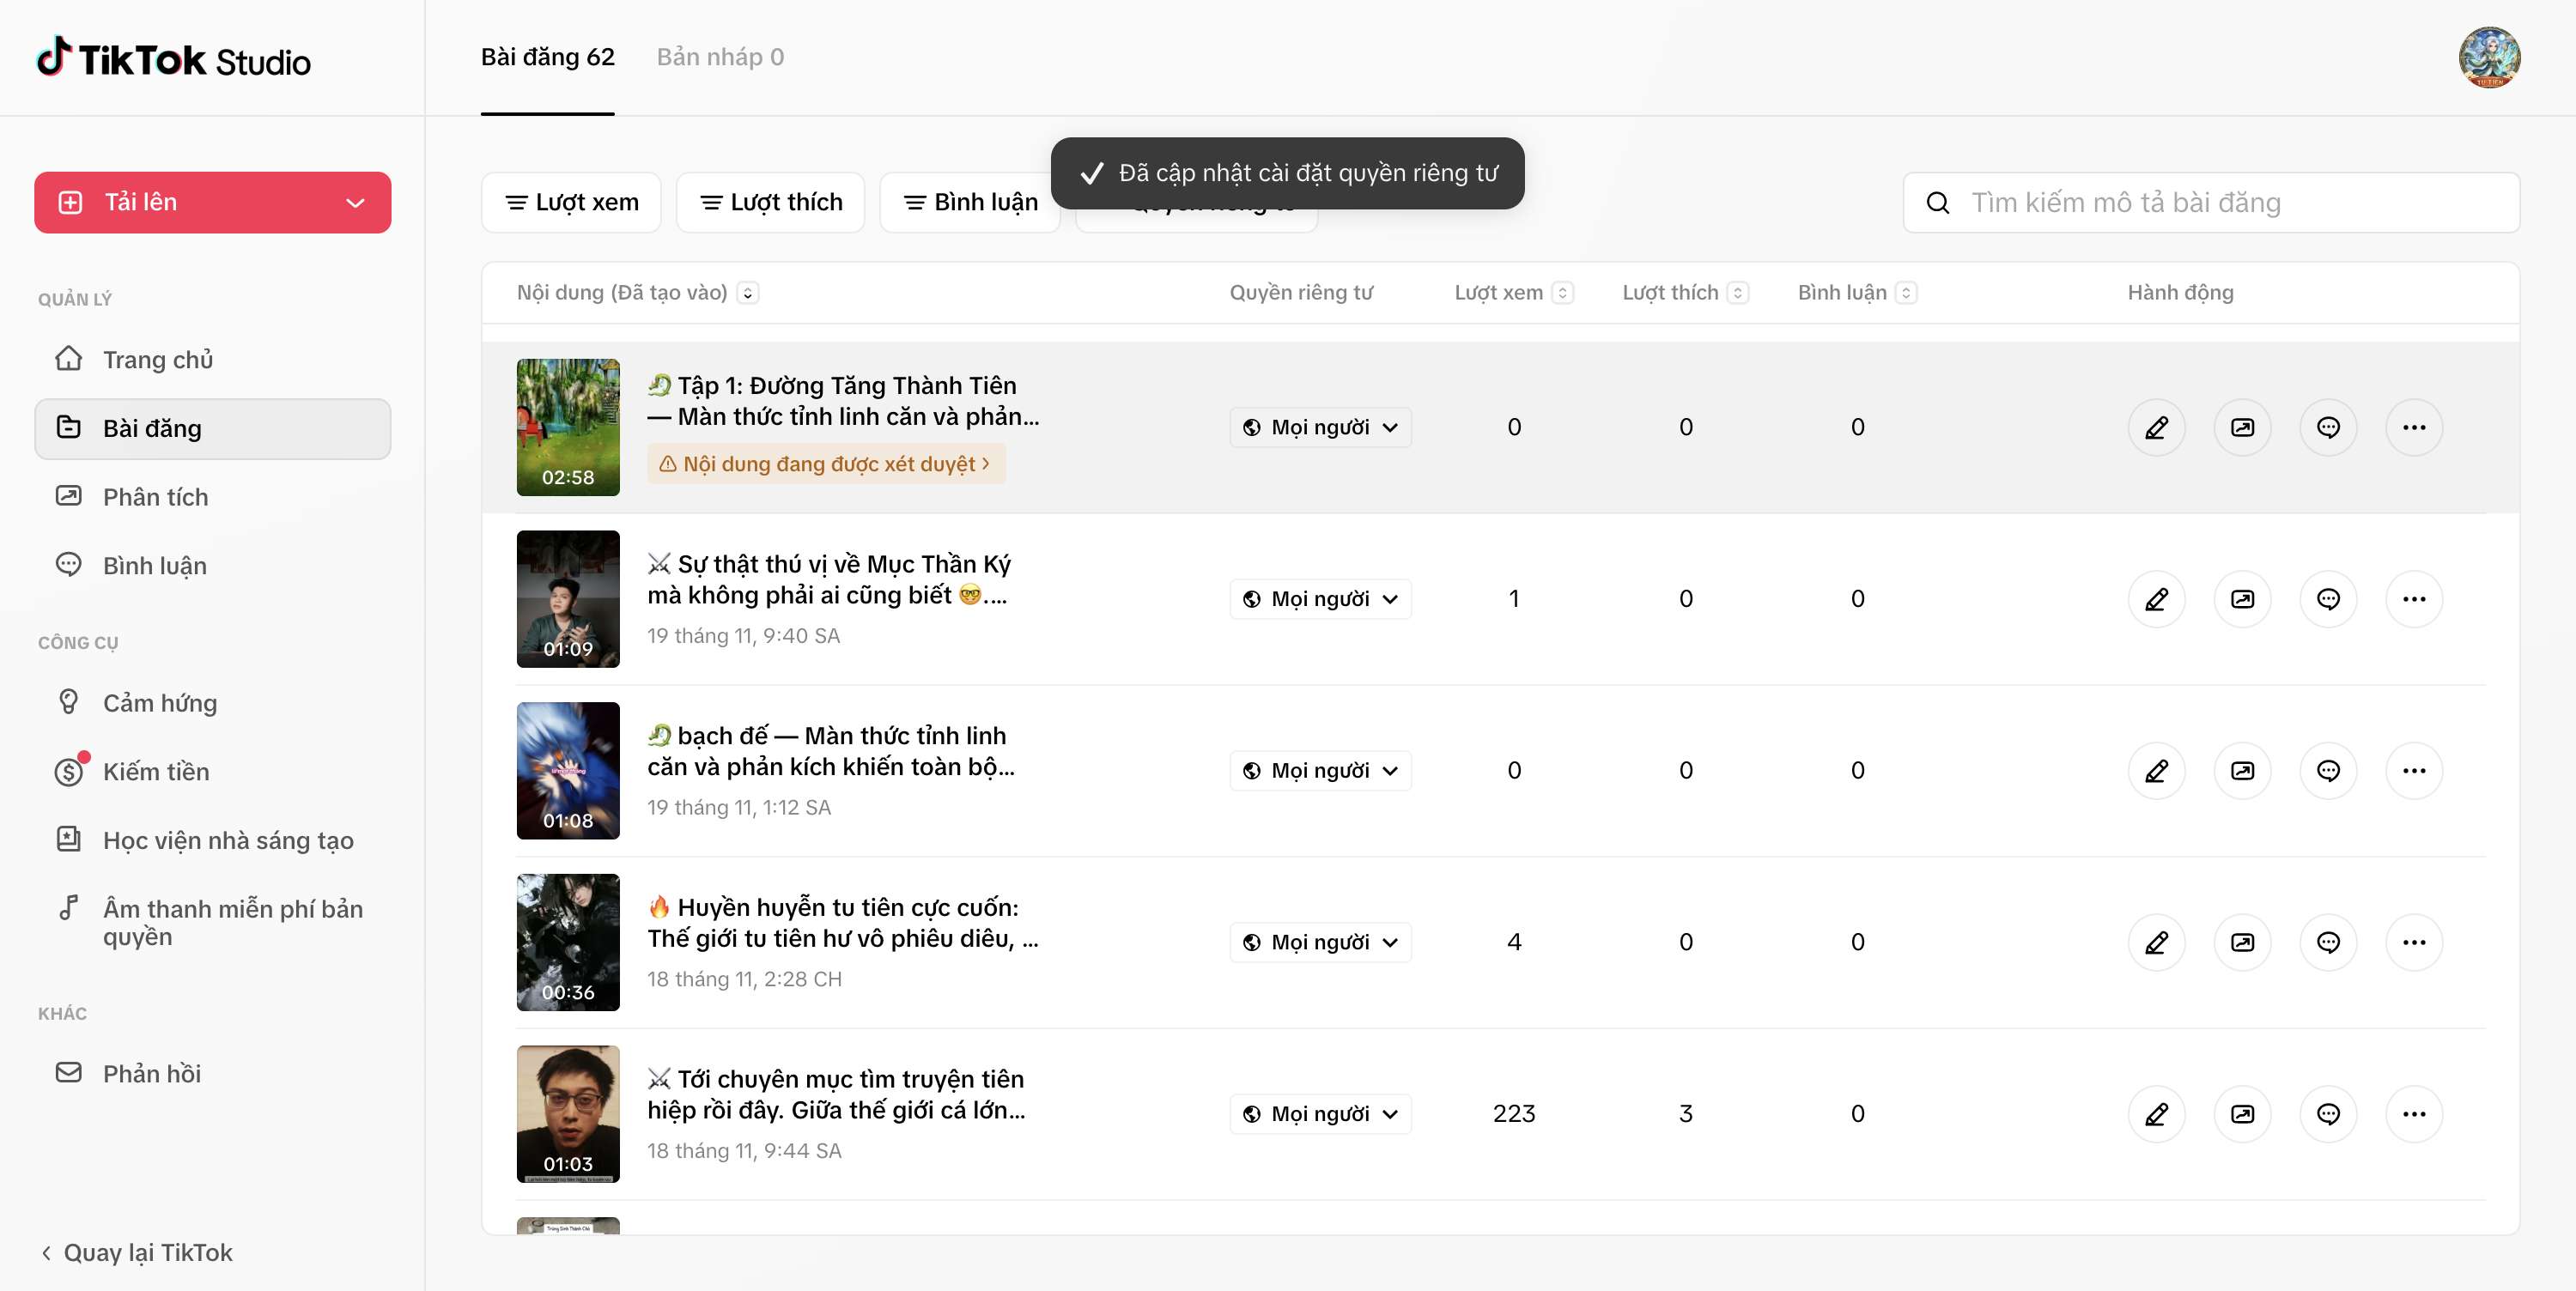 TikTok Studio
Bài đăng 62
Bản nháp 0
Tải lên
Đã cập nhật cài đặt quyền riêng tư
Lượt xem
Lượt thích
Bình luận
Tìm kiếm mô tả bài đăng
QUẢN LÝ
Trang chủ
Bài đăng
Phân tích
Bình luận
CÔNG CỤ
Cảm hứng
Kiếm tiền
Học viện nhà sáng tạo
Âm thanh miễn phí bản
quyền
KHÁC
Phản hồi
Quay lại TikTok
Nội dung (Đã tạo vào)
Quyền riêng tư
Lượt xem
Lượt thích
Bình luận
Hành động
02:58
🐉 Tập 1: Đường Tăng Thành Tiên
— Màn thức tỉnh linh căn và phản...
Nội dung đang được xét duyệt
Mọi người
0
0
0
01:09
⚔ Sự thật thú vị về Mục Thần Ký
mà không phải ai cũng biết 🤓....
19 tháng 11, 9:40 SA
Mọi người
1
0
0
01:08
🐉 bạch đế — Màn thức tỉnh linh
căn và phản kích khiến toàn bộ...
19 tháng 11, 1:12 SA
Mọi người
0
0
0
00:36
🔥 Huyền huyễn tu tiên cực cuốn:
Thế giới tu tiên hư vô phiêu diêu, ...
18 tháng 11, 2:28 CH
Mọi người
4
0
0
01:03
⚔ Tới chuyên mục tìm truyện tiên
hiệp rồi đây. Giữa thế giới cá lớn...
18 tháng 11, 9:44 SA
Mọi người
223
3
0